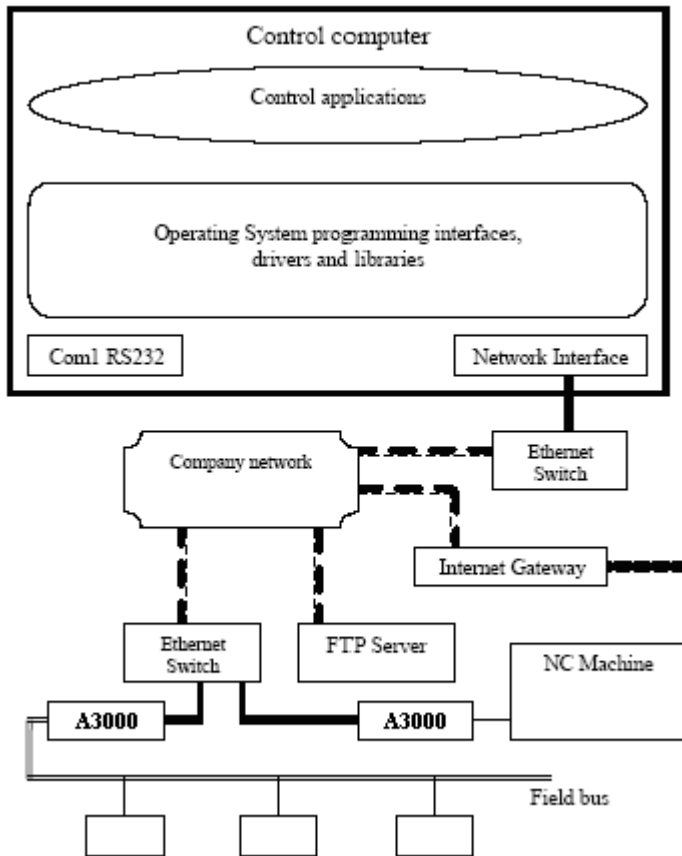 Control computer
Control applications
Operating System programming interfaces,
drivers and libraries
Com1 RS232
Network Interface
Company network
Ethernet
Switch
Internet Gateway
Ethernet
Switch
FTP Server
NC Machine
A3000
A3000
Field bus